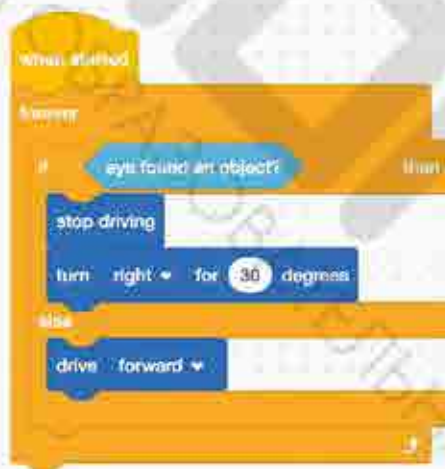 when started
forever
if eye found an object? then
stop driving
turn right for 30 degrees
else
drive forward